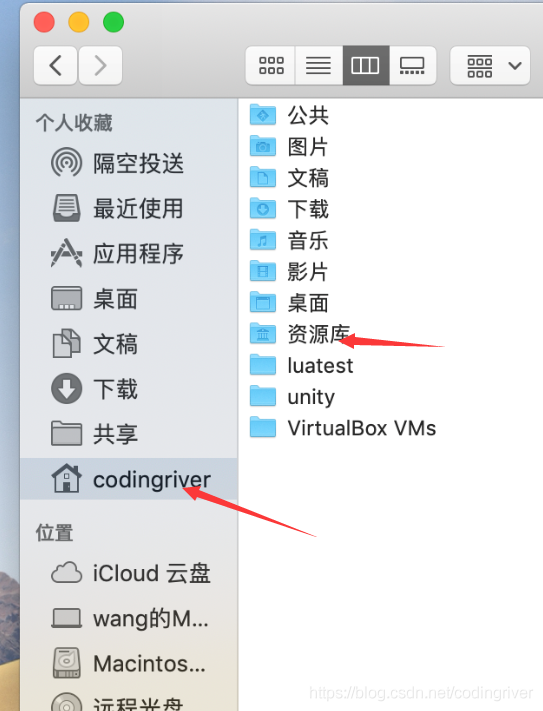 个人收藏
隔空投送
最近使用
应用程序
桌面
文稿
下载
共享
codingriver
位置
iCloud 云盘
wang的M...
Macintos...
远程光盘
公共
图片
文稿
下载
音乐
影片
桌面
资源库
luatest
unity
VirtualBox VMs
https://blog.csdn.net/codingriver